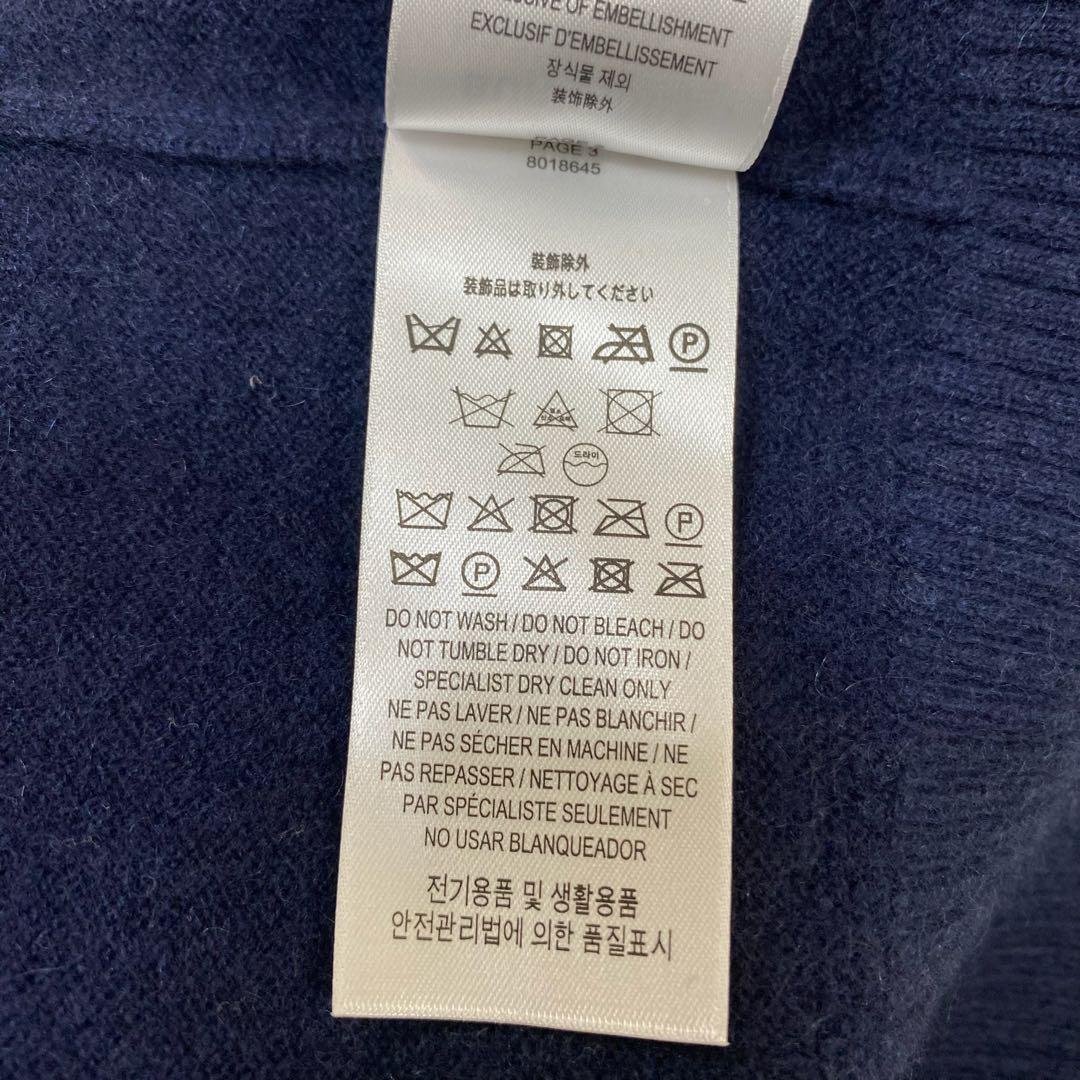 OF EMBELLISHMENT
EXCLUSIF D'EMBELLISSEMENT
장식물 제외
装饰除外
PAGE 3
8018645
裝飾除外
装飾品は取り外してください
P
드라이
P
P
DO NOT WASH / DO NOT BLEACH / DO
NOT TUMBLE DRY / DO NOT IRON /
SPECIALIST DRY CLEAN ONLY
NE PAS LAVER / NE PAS BLANCHIR /
NE PAS SÉCHER EN MACHINE / NE
PAS REPASSER / NETTOYAGE À SEC
PAR SPÉCIALISTE SEULEMENT
NO USAR BLANQUEADOR
전기용품 및 생활용품
안전관리법에 의한 품질표시